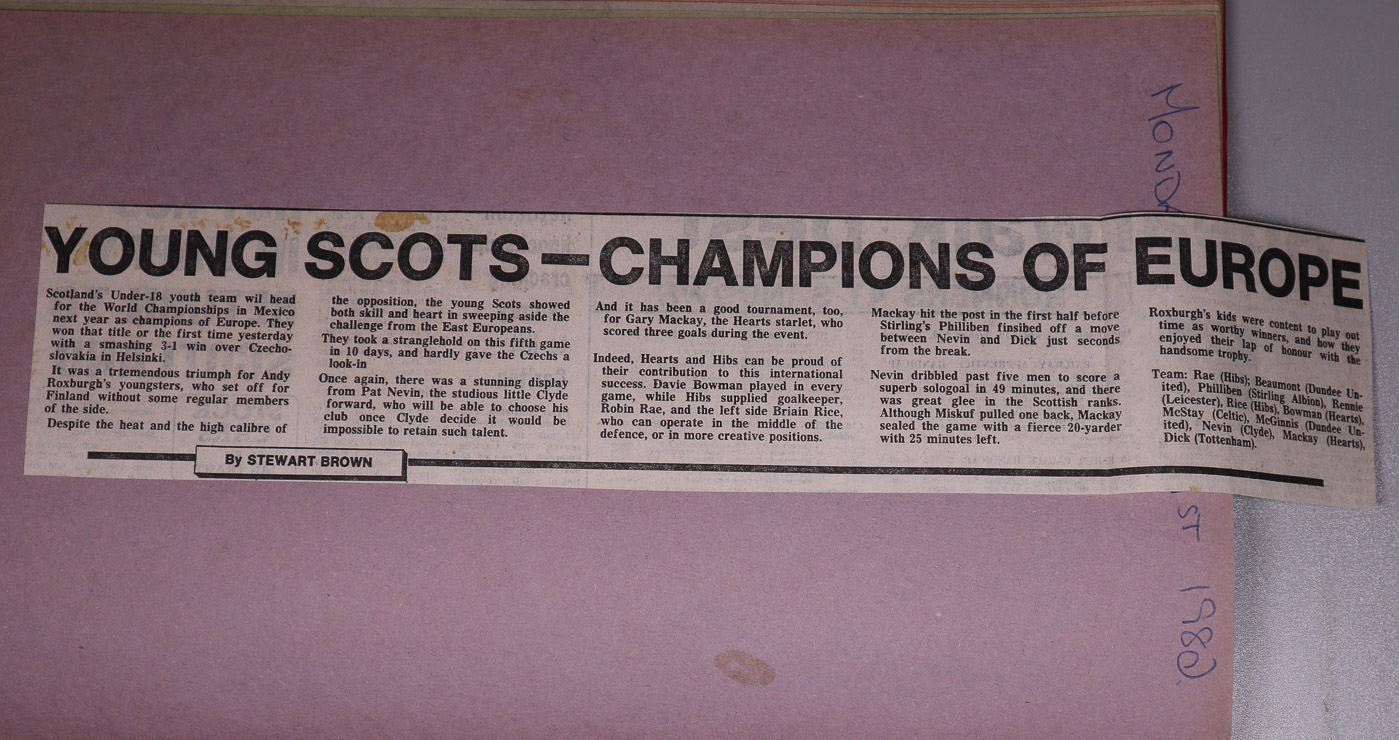 YOUNG SCOTS—CHAMPIONS OF EUROPE
Scotland's Under-18 youth team wil head
for the World Championships in Mexico
next year as champions of Europe. They
won that title or the first time yesterday
with a smashing 3-1 win over Czecho-
slovakia in Helsinki.
It was a trtemendous triumph for Andy
Roxburgh's youngsters, who set off for
Finland without some regular members
of the side.
Despite the heat and the high calibre of
the opposition, the young Scots showed
both skill and heart in sweeping aside the
challenge from the East Europeans.
They took a stranglehold on this fifth game
in 10 days, and hardly gave the Czechs a
look-in
Once again, there was a stunning display
from Pat Nevin, the studious little Clyde
forward, who will be able to choose his
club once Clyde decide it would be
impossible to retain such talent.
And it has been a good tournament, too,
for Gary Mackay, the Hearts starlet, who
scored three goals during the event.
Indeed, Hearts and Hibs can be proud of
their contribution to this international
success. Davie Bowman played in every
game, while Hibs supplied goalkeeper,
Robin Rae, and the left side Briain Rice,
who can operate in the middle of the
defence, or in more creative positions.
Mackay hit the post in the first half before
Stirling's Philliben finsihed off a move
between Nevin and Dick just seconds
from the break.
Nevin dribbled past five men to score a
superb sologoal in 49 minutes, and there
was great glee in the Scottish ranks.
Although Miskuf pulled one back, Mackay
sealed the game with a fierce 20-yarder
with 25 minutes left.
Roxburgh's kids were content to play out
time as worthy winners, and how they
enjoyed their lap of honour with the
handsome trophy.
Team: Rae (Hibs); Beaumont (Dundee Un-
ited), Philliben (Stirling Albion), Rennie
(Leicester), Rice (Hibs), Bowman (Hearts),
McStay (Celtic), McGinnis (Dundee Un-
ited), Nevin (Clyde), Mackay (Hearts),
Dick (Tottenham).
By STEWART BROWN
MONDA
ST 1982.